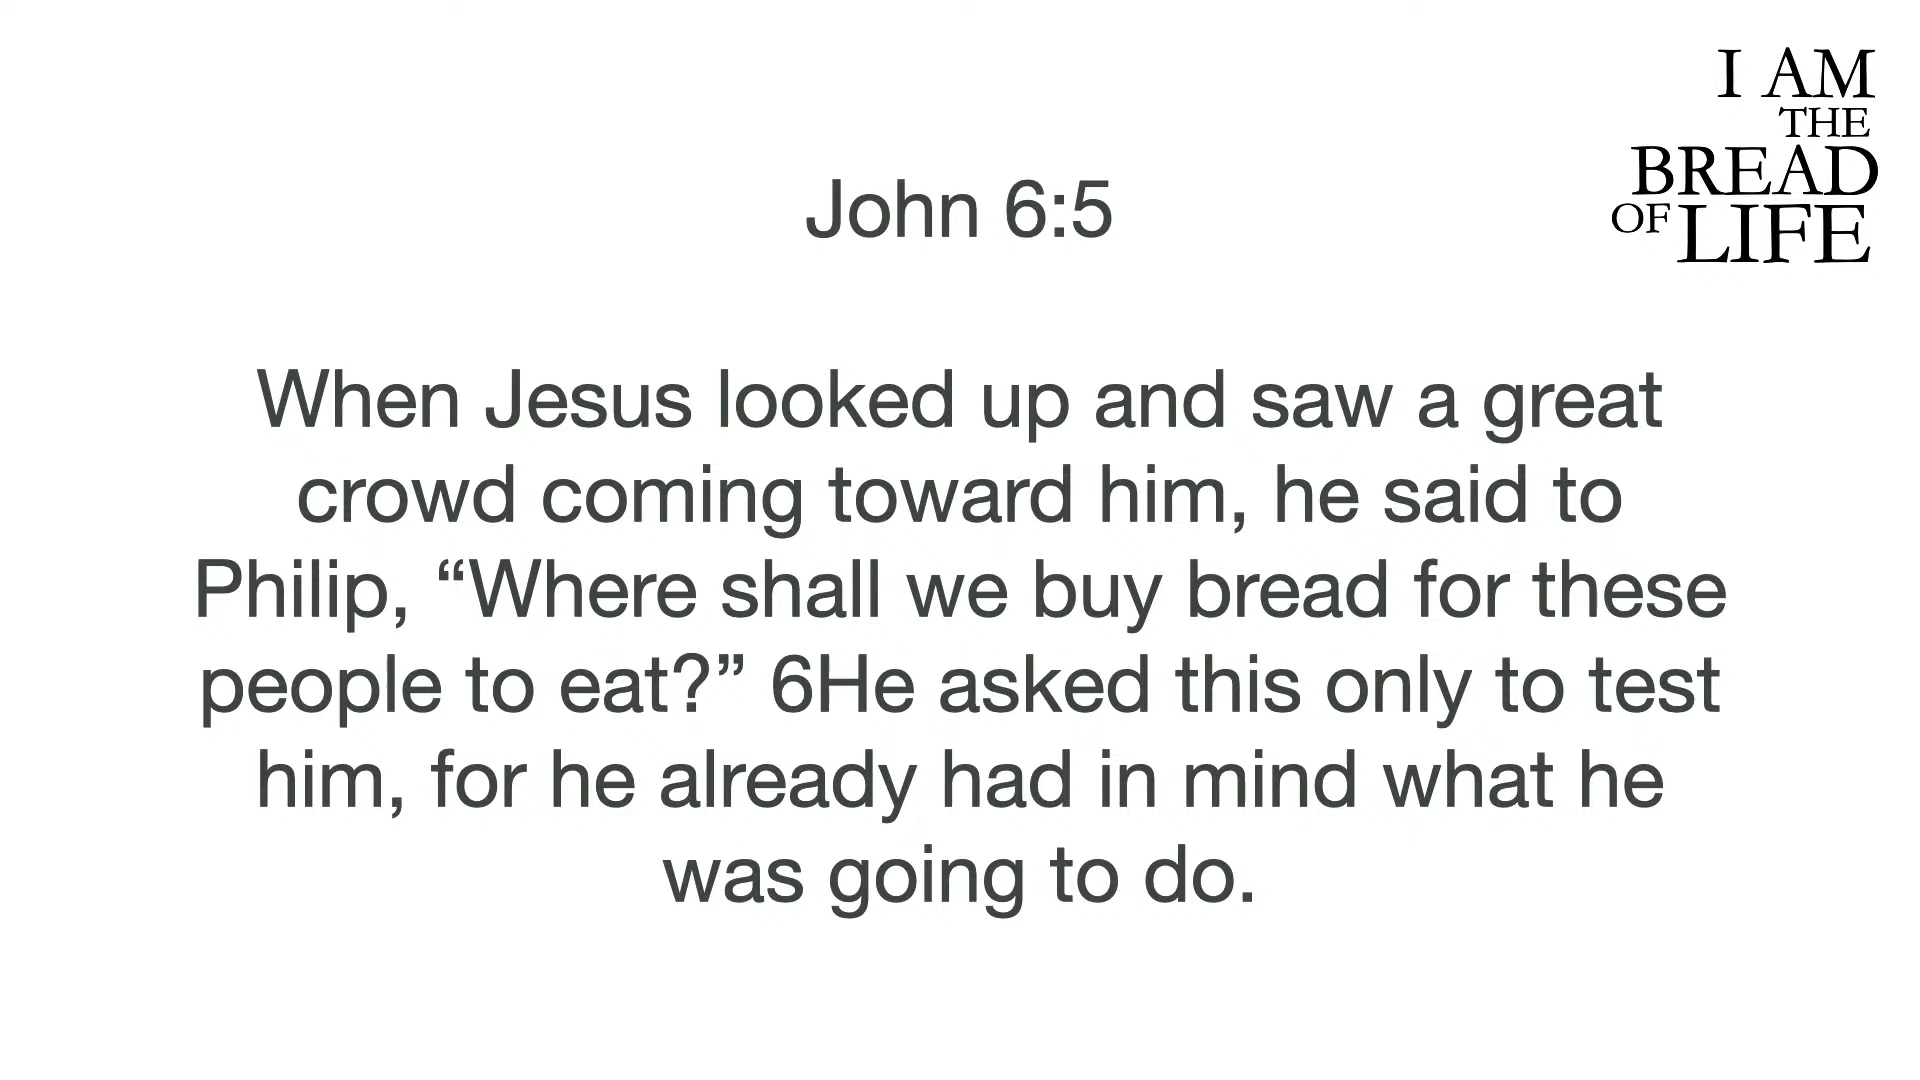 I AM
THE
BREAD
OF LIFE
John 6:5
When Jesus looked up and saw a great
crowd coming toward him, he said to
Philip, “Where shall we buy bread for these
people to eat?” 6He asked this only to test
him, for he already had in mind what he
was going to do.